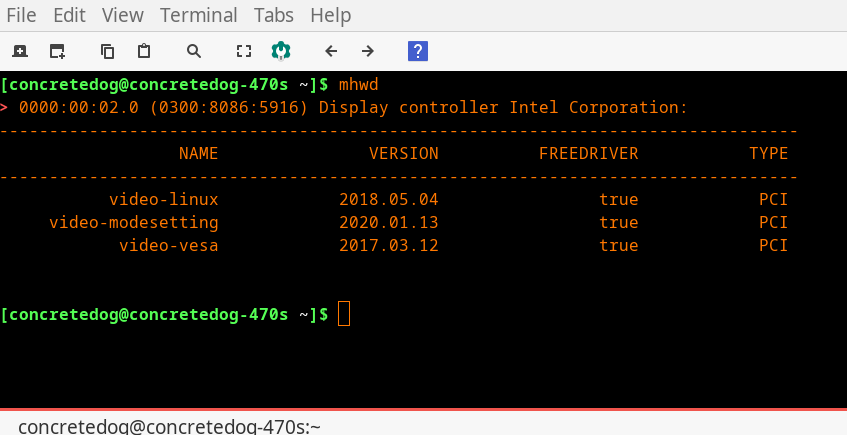 File Edit View Terminal Tabs Help
?
[concretedog@concretedog-470s ~]$ mhwd
> 0000:00:02.0 (0300:8086:5916) Display controller Intel Corporation:
--------------------------------------------------------------------------------
NAME VERSION FREEDRIVER TYPE
--------------------------------------------------------------------------------
video-linux 2018.05.04 true PCI
video-modesetting 2020.01.13 true PCI
video-vesa 2017.03.12 true PCI
[concretedog@concretedog-470s ~]$
concretedog@concretedog-470s:~